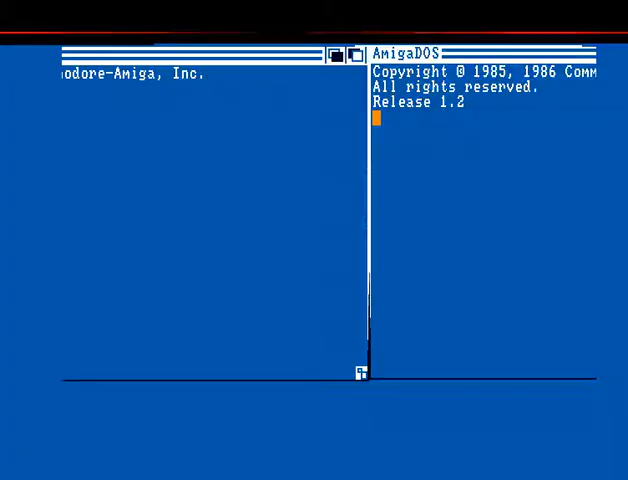 AmigaDOS
Copyright © 1985, 1986 Comm
odore-Amiga, Inc.
All rights reserved.
Release 1.2